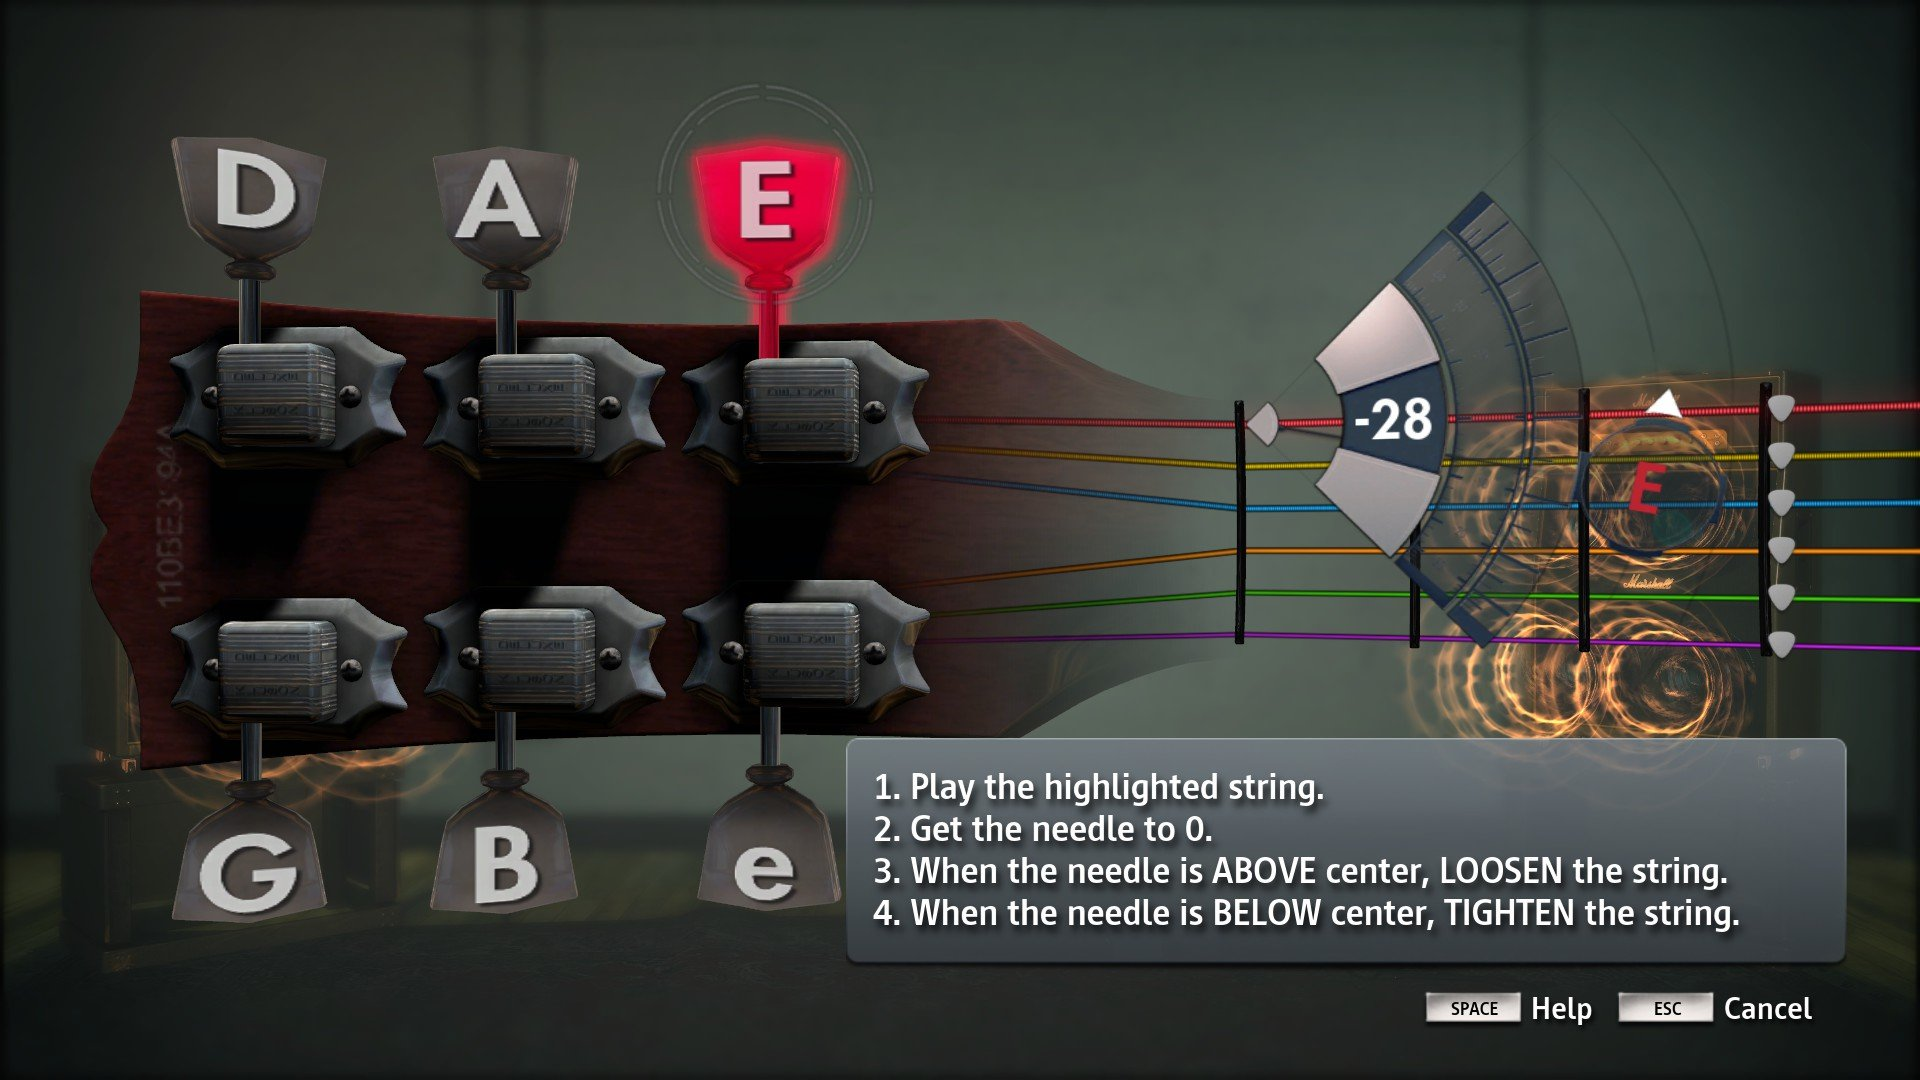 D A E
-28
E
Marshall
G B e
1. Play the highlighted string.
2. Get the needle to 0.
3. When the needle is ABOVE center, LOOSEN the string.
4. When the needle is BELOW center, TIGHTEN the string.
SPACE Help ESC Cancel